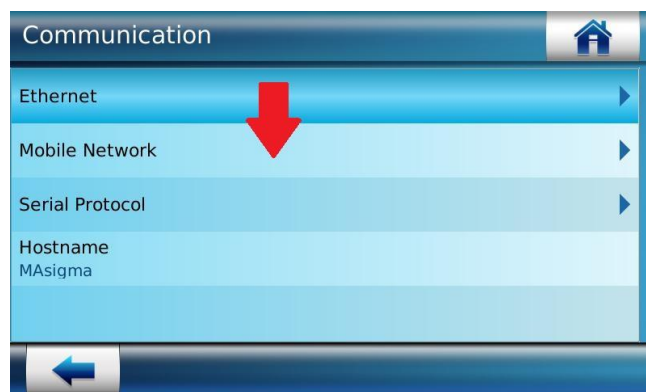 Communication
Ethernet
Mobile Network
Serial Protocol
Hostname
MAsigma